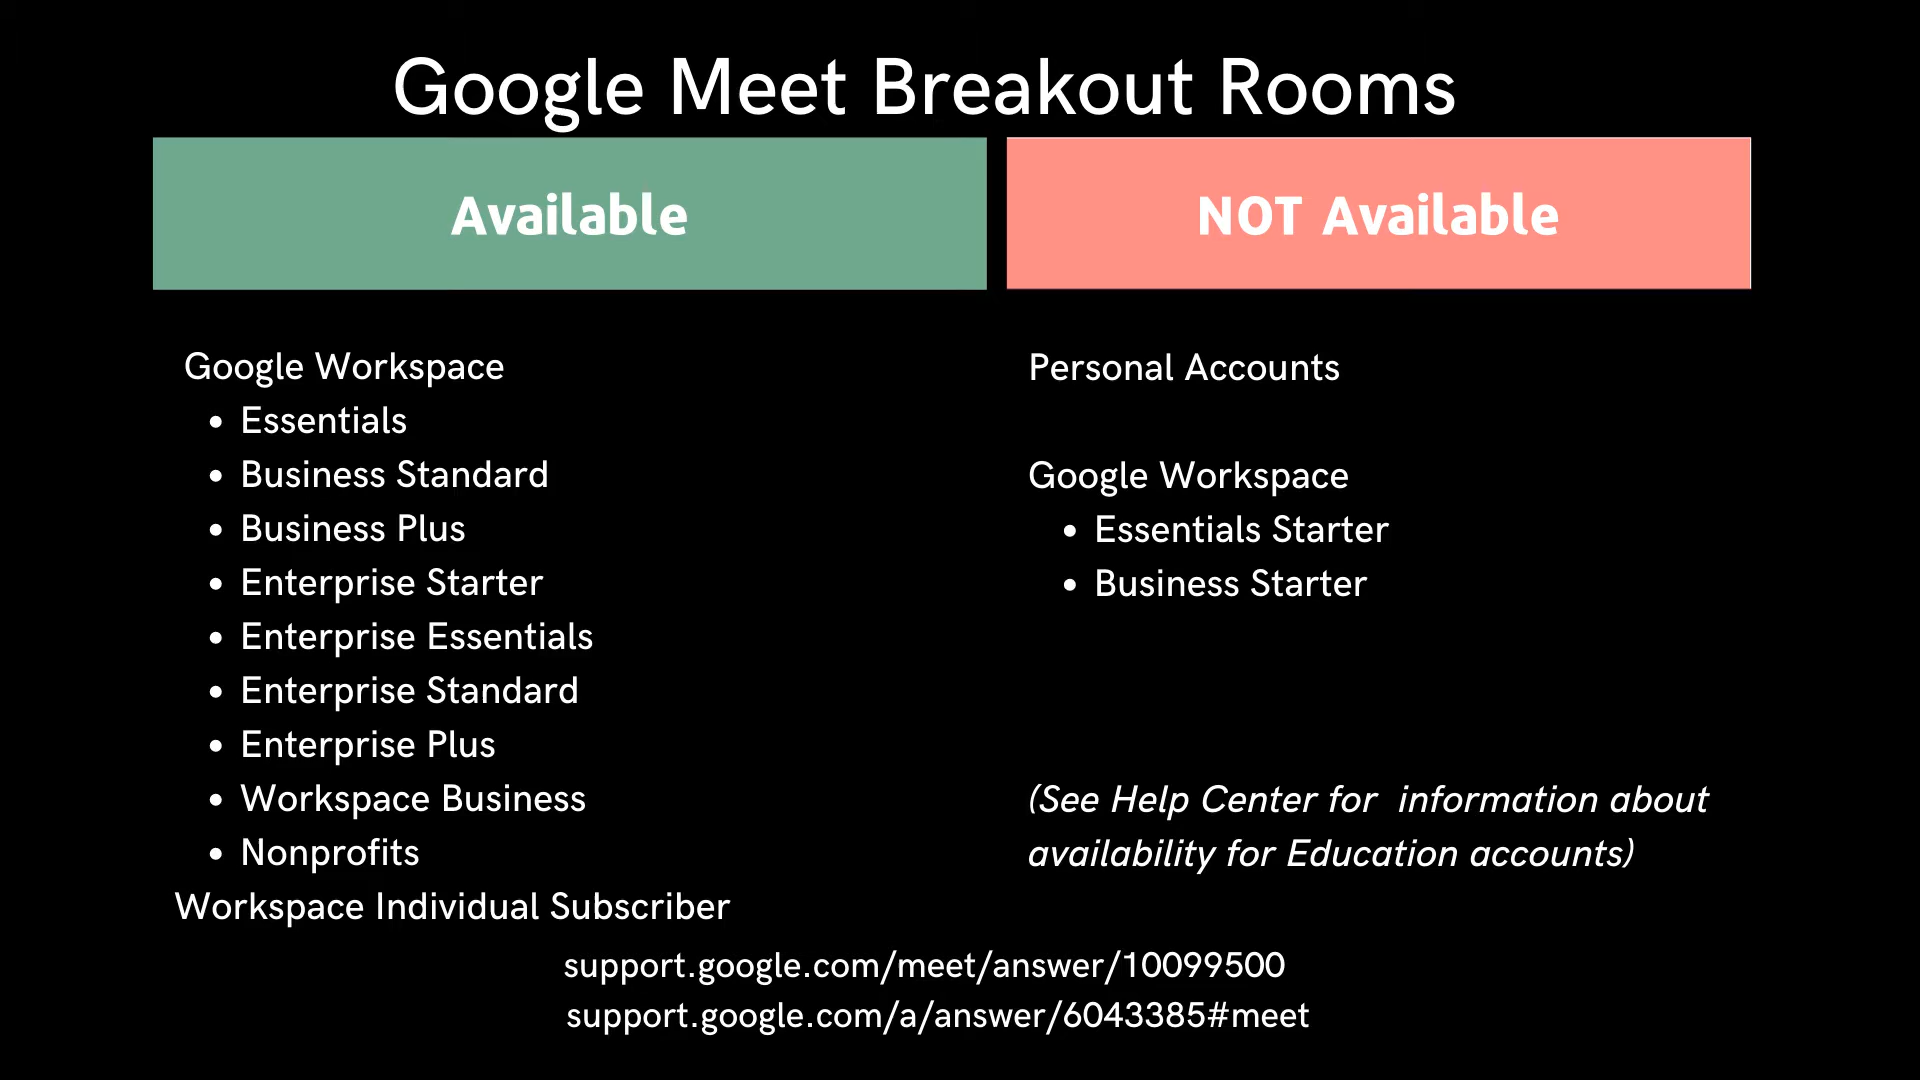 Google Meet Breakout Rooms
Available
NOT Available
Google Workspace
• Essentials
• Business Standard
• Business Plus
• Enterprise Starter
• Enterprise Essentials
• Enterprise Standard
• Enterprise Plus
• Workspace Business
• Nonprofits
Workspace Individual Subscriber
Personal Accounts
Google Workspace
• Essentials Starter
• Business Starter
(See Help Center for  information about
availability for Education accounts)
support.google.com/meet/answer/10099500
support.google.com/a/answer/6043385#meet